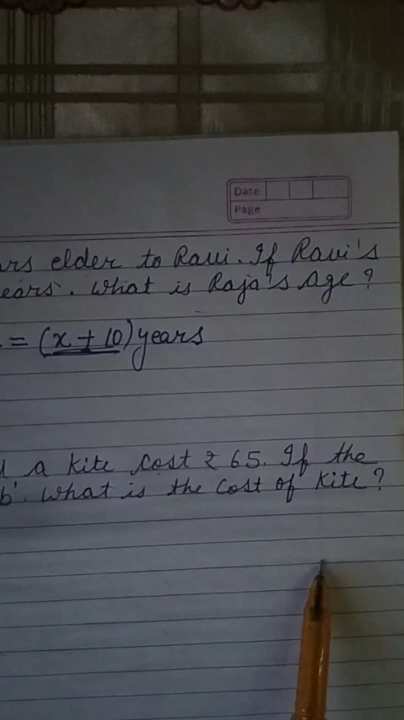 Date
Page
ars elder to Ravi. If Ravi's
ears. What is Raja's age?
= (x + 10) years
a kite cost ₹ 65. If the
b'. What is the cost of kite?